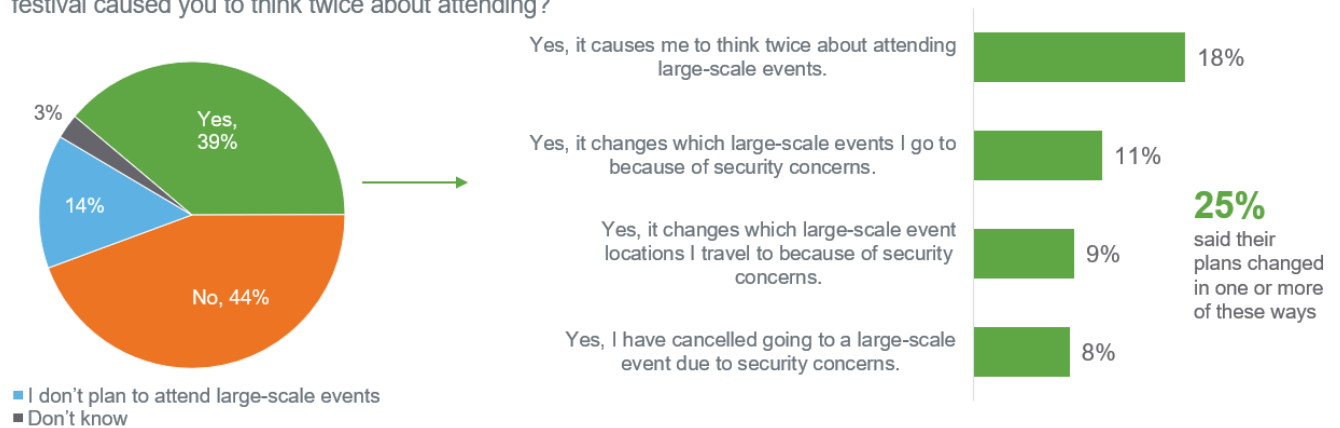 festival caused you to think twice about attending?
3%
Yes,
39%
14%
No, 44%
I don't plan to attend large-scale events
Don't know
Yes, it causes me to think twice about attending
large-scale events.
18%
Yes, it changes which large-scale events I go to
because of security concerns.
11%
Yes, it changes which large-scale event
locations I travel to because of security
concerns.
9%
Yes, I have cancelled going to a large-scale
event due to security concerns.
8%
25%
said their
plans changed
in one or more
of these ways